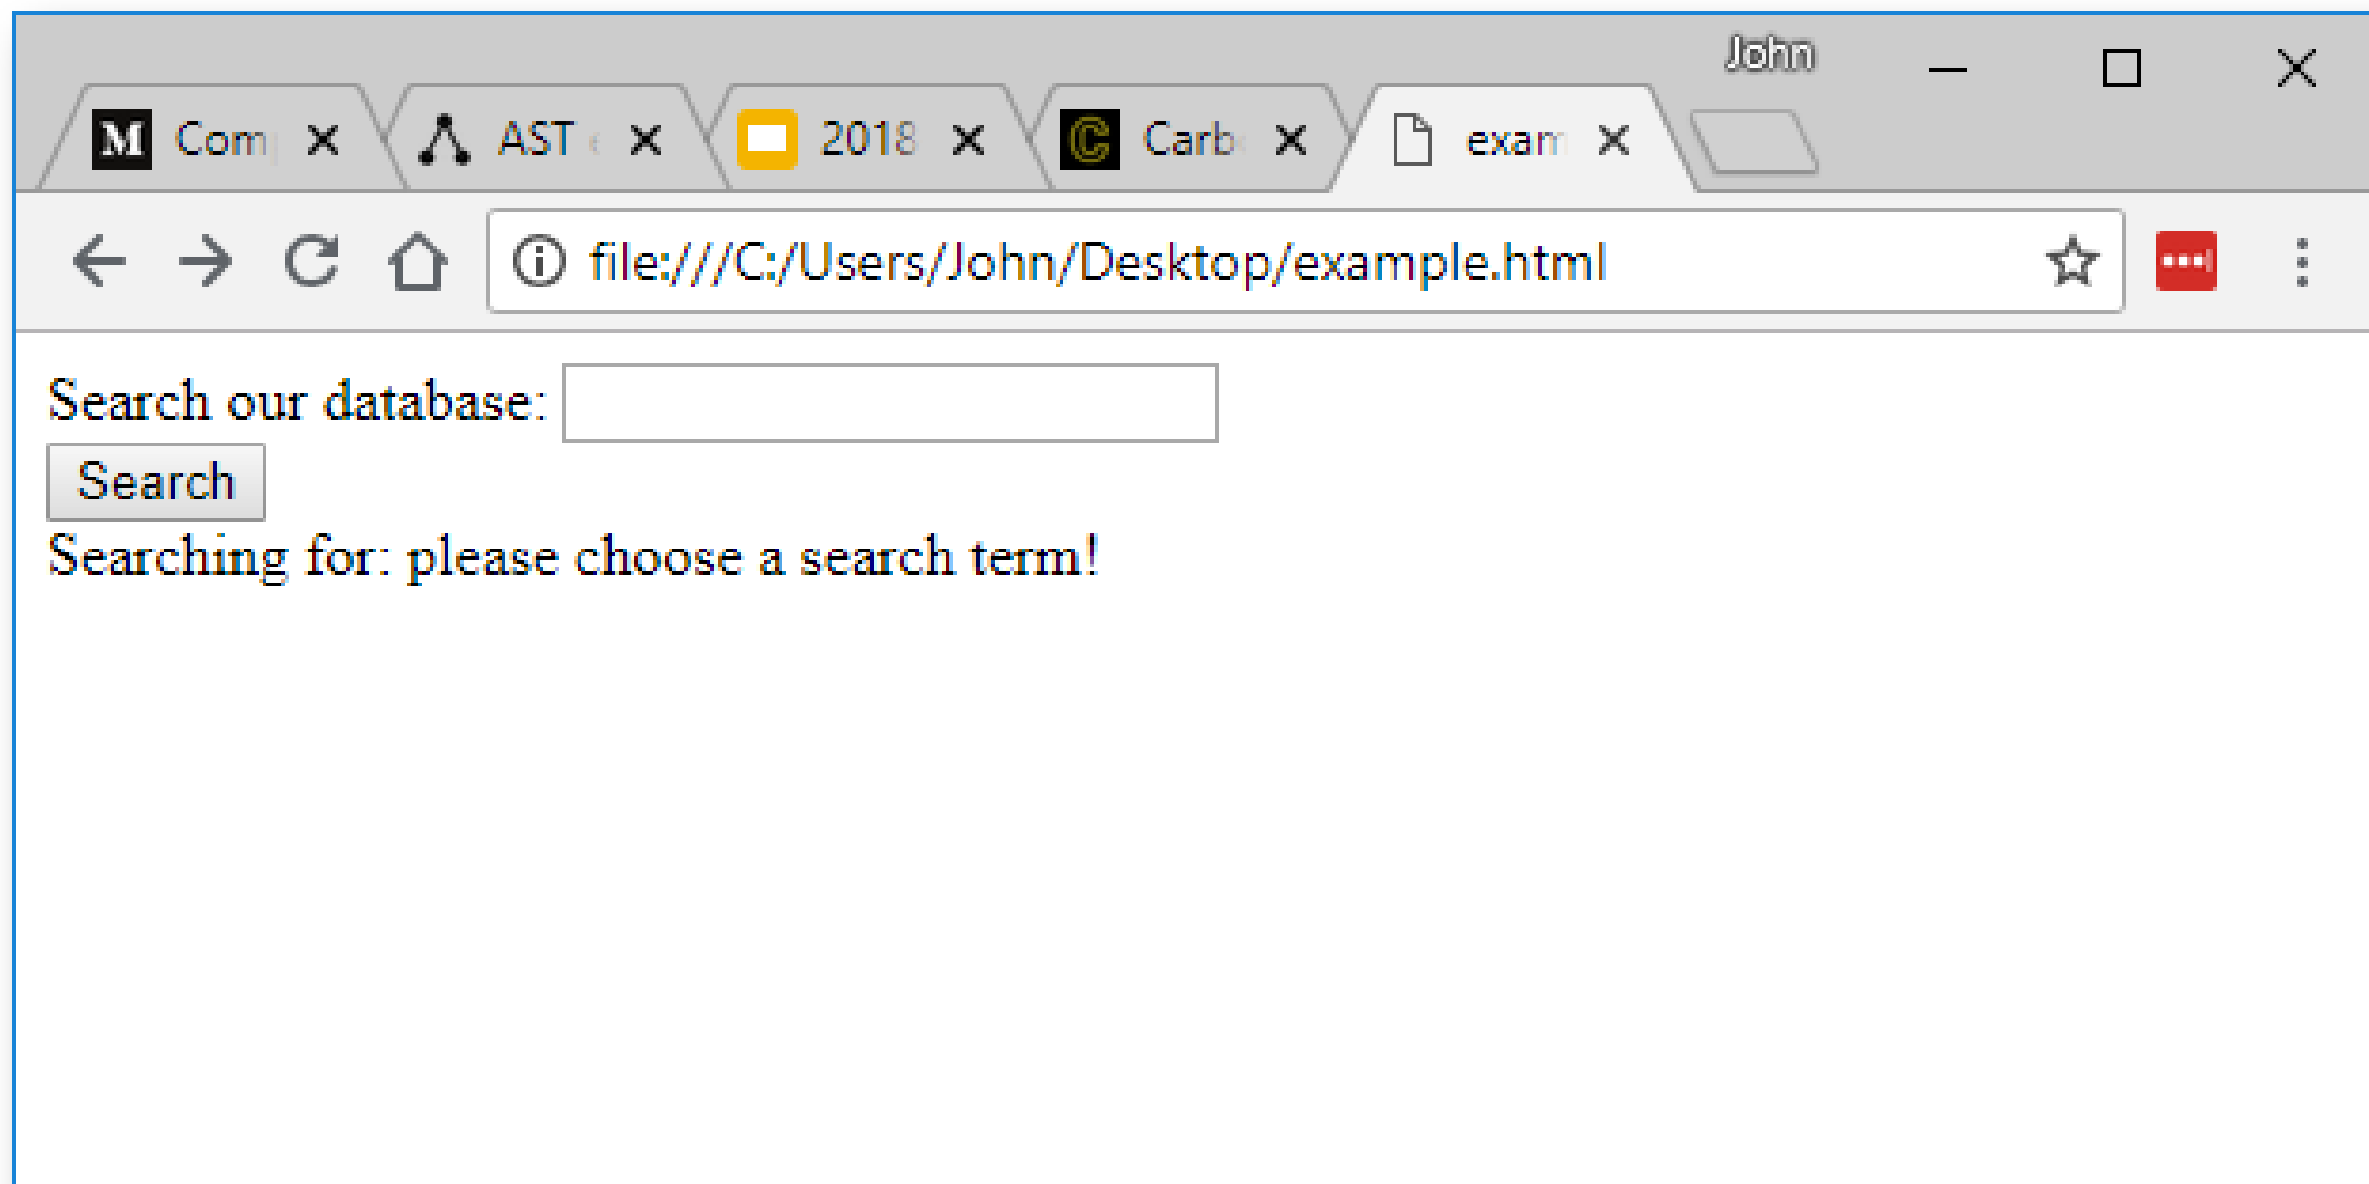 John
M Com AST 2018 C Carb exam
file:///C:/Users/John/Desktop/example.html
Search our database:
Search
Searching for: please choose a search term!